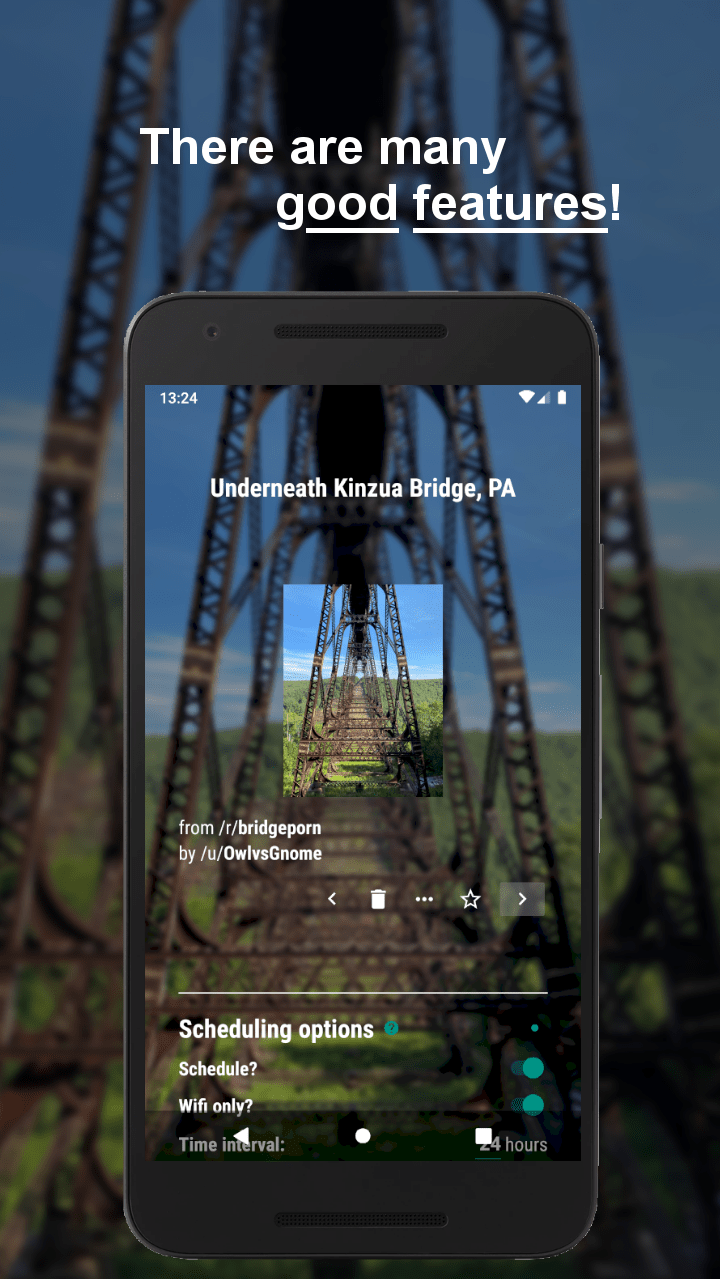 There are many
good features!
13:24
Underneath Kinzua Bridge, PA
from /r/bridgeporn
by /u/OwlvsGnome
Scheduling options ?
Schedule?
Wifi only?
Time interval: 24 hours